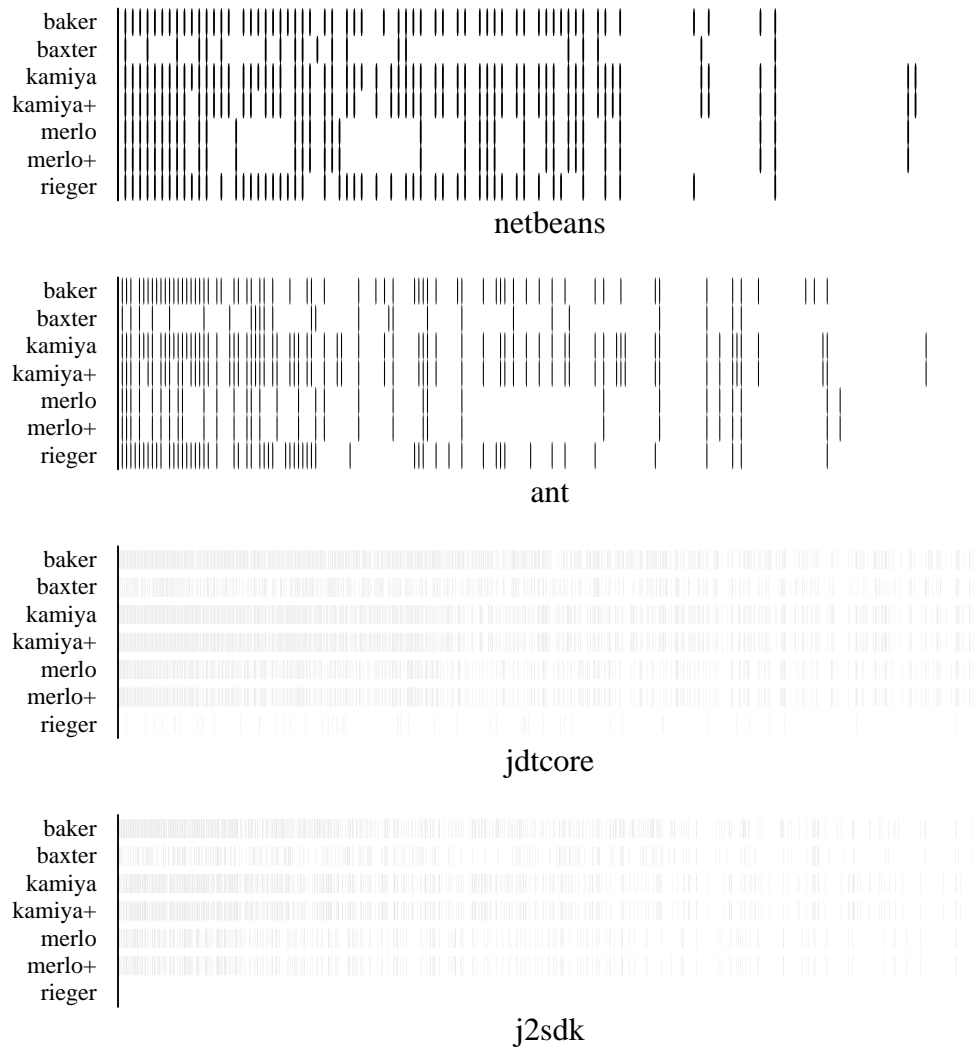 baker
baxter
kamiya
kamiya+
merlo
merlo+
rieger
netbeans
baker
baxter
kamiya
kamiya+
merlo
merlo+
rieger
ant
baker
baxter
kamiya
kamiya+
merlo
merlo+
rieger
jdtcore
baker
baxter
kamiya
kamiya+
merlo
merlo+
rieger
j2sdk